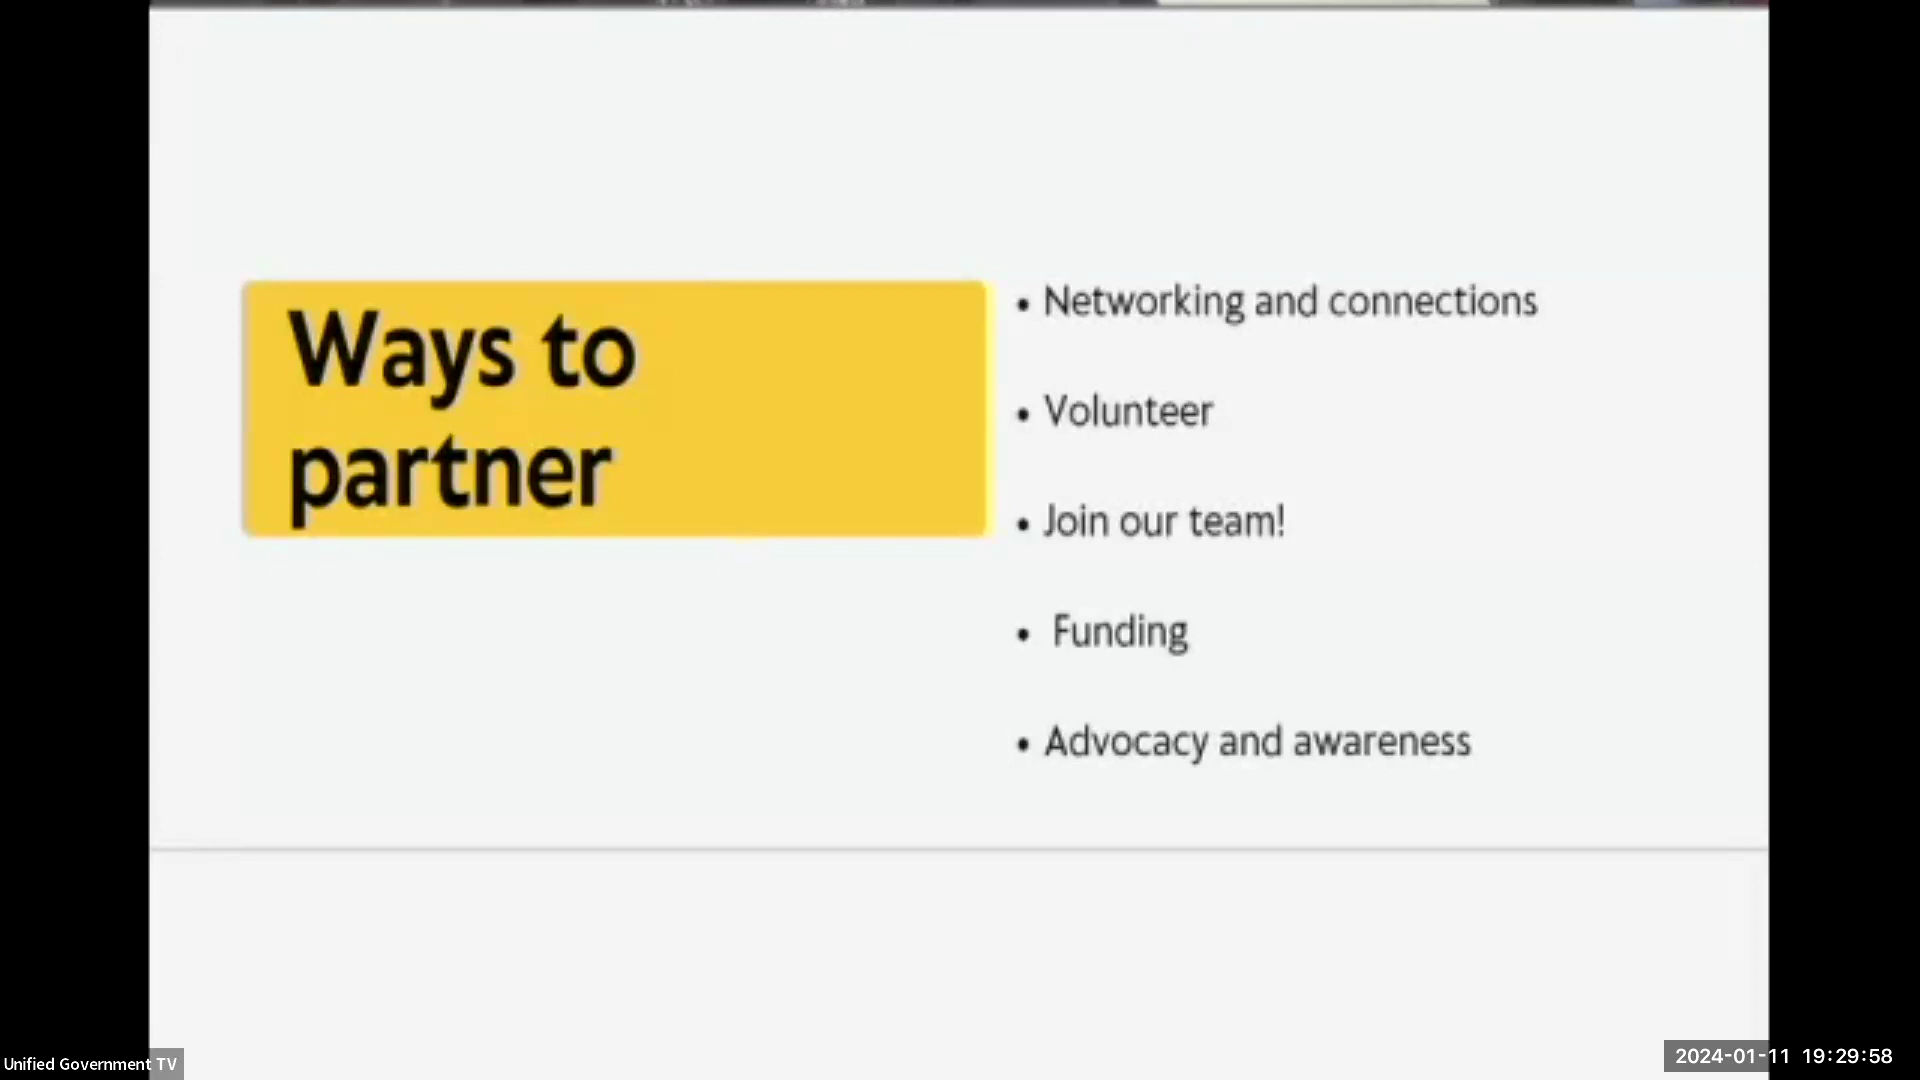 Ways to
partner
• Networking and connections
• Volunteer
• Join our team!
• Funding
• Advocacy and awareness
Unified Government TV
2024-01-11 19:29:58